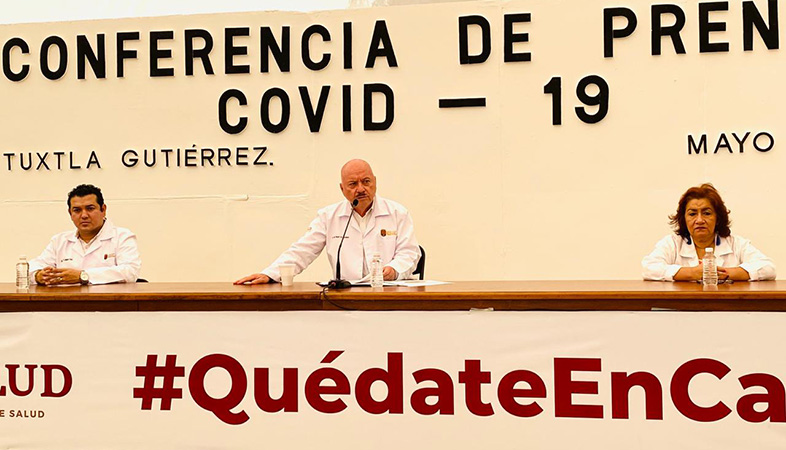 CONFERENCIA DE PREN
COVID – 19
TUXTLA GUTIÉRREZ.
MAYO
LUD
E SALUD
#QuédateEnCa